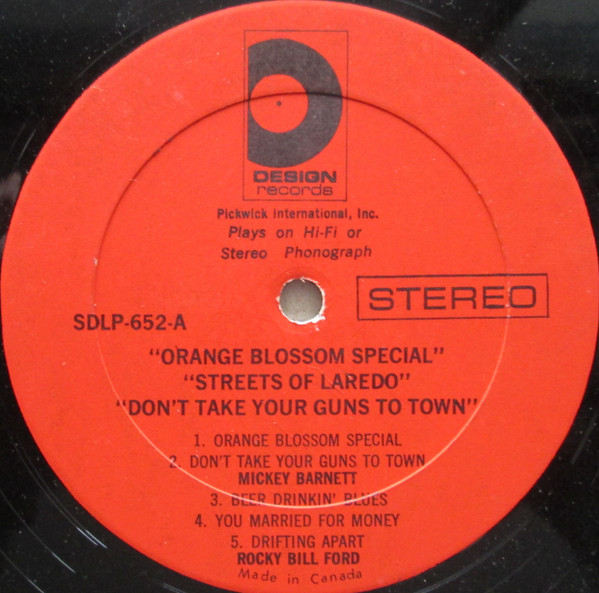 DESIGN
records
Pickwick International, Inc.
Plays on Hi-Fi or
Stereo Phonograph
STEREO
SDLP-652-A
"ORANGE BLOSSOM SPECIAL"
"STREETS OF LAREDO"
"DON'T TAKE YOUR GUNS TO TOWN"
1. ORANGE BLOSSOM SPECIAL
2. DON'T TAKE YOUR GUNS TO TOWN
MICKEY BARNETT
3. BEER DRINKIN' BLUES
4. YOU MARRIED FOR MONEY
5. DRIFTING APART
ROCKY BILL FORD
Made in Canada